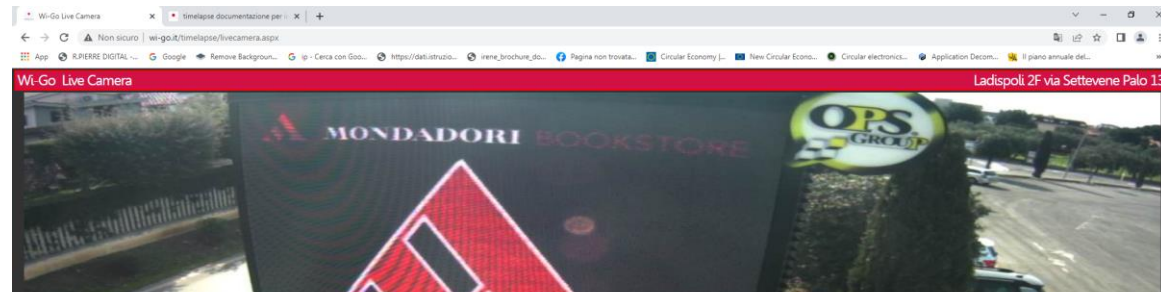 Wi-Go Live Camera
timelapse documentazione per i
Non sicuro
wi-go.it/timelapse/livecamera.aspx
App R.PIERRE DIGITAL -... Google Remove Backgroun... ip - Cerca con Goo... https://dati.istruzio... irene_brochure_do... Pagina non trovata... Circular Economy |... New Circular Econo... Circular electronics... Application Decom... Il piano annuale del...
Wi-Go Live Camera
Ladispoli 2F via Settevene Palo 13
MONDADORI BOOKSTORE
OPS.
GROUP